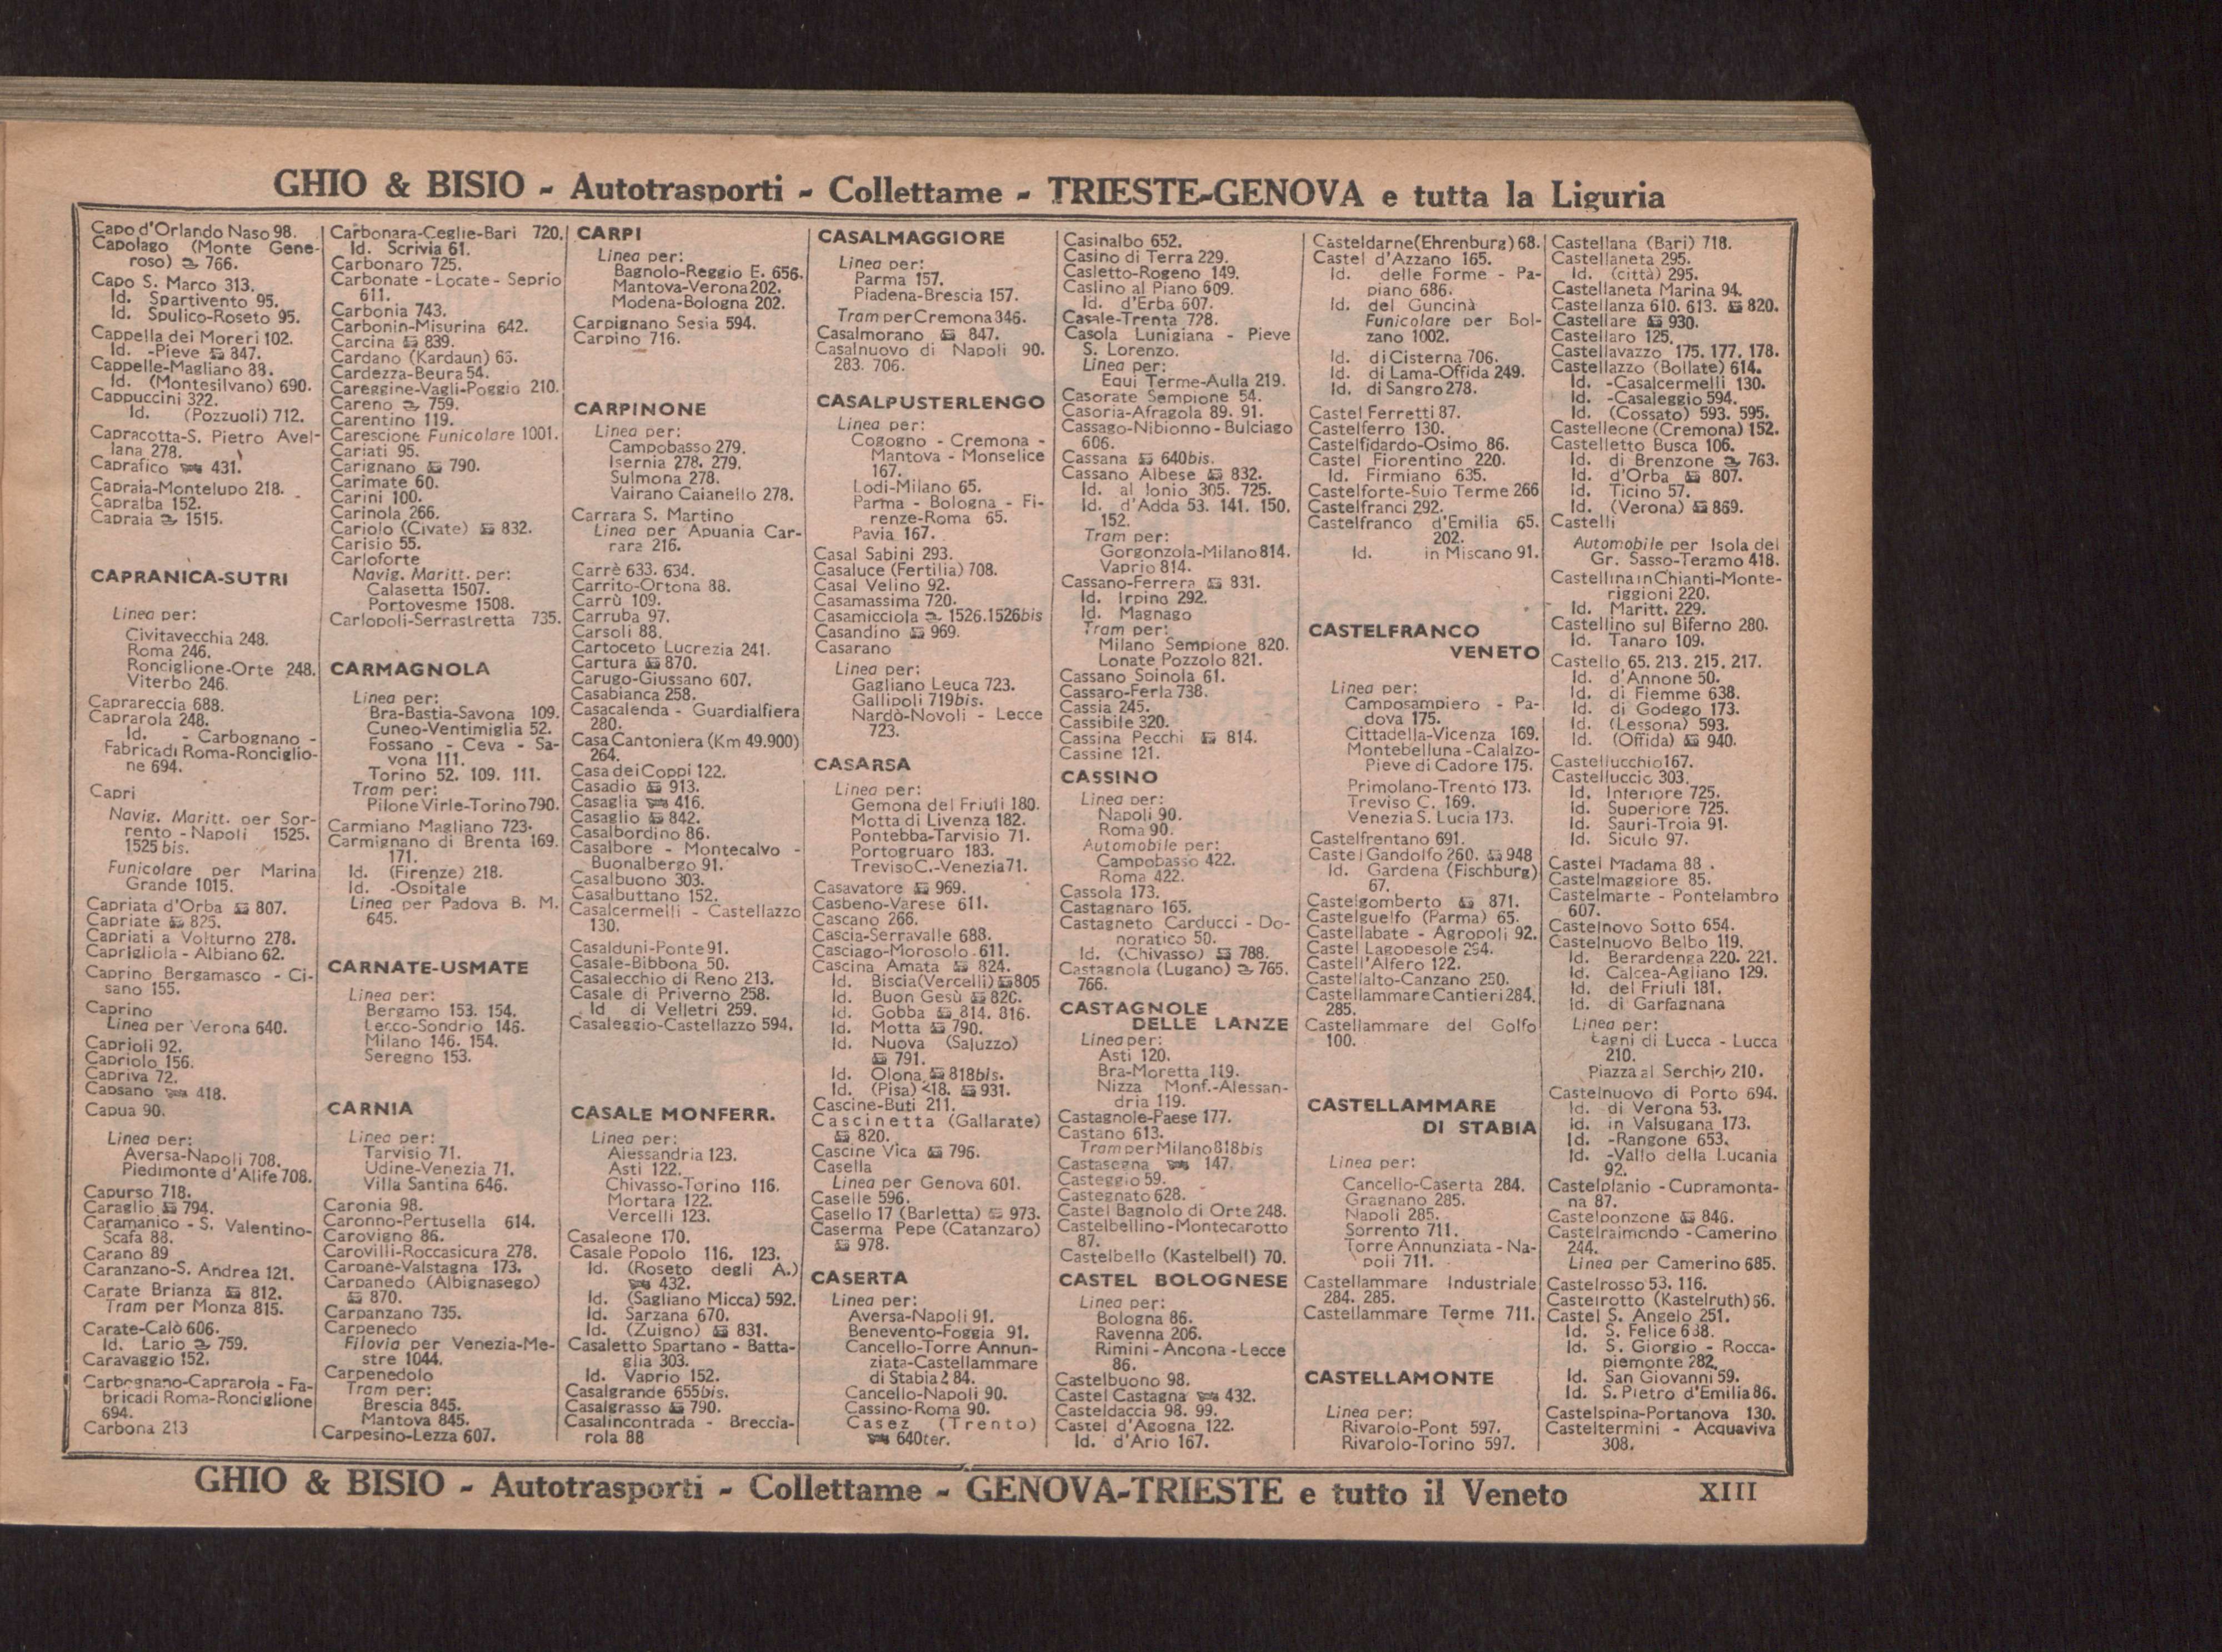 GHIO & BISIO - Autotrasporti - Collettame - TRIESTE-GENOVA e tutta la Liguria
Capo d'Orlando Naso 98.
Capolago (Monte Gene-
roso) 766.
Capo S. Marco 313.
Id. Spartivento 95.
Id. Spulico-Roseto 95.
Cappella dei Moreri 102.
Id. -Pieve 847.
Cappelle-Magliano 88.
Id. (Montesilvano) 690.
Cappuccini 322.
Id. (Pozzuoli) 712.
Capracotta-S. Pietro Avel-
lana 278.
Caprafico 431.
Capraia-Montelupo 218.
Capralba 152.
Capraia 1515.
CAPRANICA-SUTRI
Linea per:
Civitavecchia 248.
Roma 246.
Ronciglione-Orte 248.
Viterbo 246.
Caprareccia 688.
Caprarola 248.
Id. - Carbognano -
Fabricadi Roma-Ronciglio-
ne 694.
Capri
Navig. Maritt. per Sor-
rento - Napoli 1525.
1525 bis.
Funicolare per Marina
Grande 1015.
Capriata d'Orba 807.
Capriate 825.
Capriati a Volturno 278.
Caprigliola - Albiano 62.
Caprino Bergamasco - Ci-
sano 155.
Caprino
Linea per Verona 640.
Caprioli 92.
Capriolo 156.
Capriva 72.
Capsano 418.
Capua 90.
Linea per:
Aversa-Napoli 708.
Piedimonte d'Alife 708.
Capurso 718.
Caraglio 794.
Caramanico - S. Valentino-
Scafa 88.
Carano 89
Caranzano-S. Andrea 121.
Carate Brianza 812.
Tram per Monza 815.
Carate-Calò 606.
Id. Lario 759.
Caravaggio 152.
Carbognano-Caprarola - Fa-
bricadi Roma-Ronciglione
694.
Carbona 213
Carbonara-Ceglie-Bari 720.
Id. Scrivia 61.
Carbonaro 725.
Carbonate - Locate - Seprio
611.
Carbonia 743.
Carbonin-Misurina 642.
Carcina 839.
Cardano (Kardaun) 66.
Cardezza-Beura 54.
Careggine-Vagli-Poggio 210.
Careno 759.
Carentino 119.
Carescione Funicolare 1001.
Cariati 95.
Carignano 790.
Carimate 60.
Carini 100.
Carinola 266.
Cariolo (Civate) 832.
Carisio 55.
Carloforte
Navig. Maritt. per:
Calasetta 1507.
Portovesme 1508.
Carlopoli-Serrastretta 735.
CARMAGNOLA
Linea per:
Bra-Bastia-Savona 109.
Cuneo-Ventimiglia 52.
Fossano - Ceva - Sa-
vona 111.
Torino 52. 109. 111.
Tram per:
Pilone Virle-Torino 790.
Carmiano Magliano 723.
Carmignano di Brenta 169.
171.
Id. (Firenze) 218.
Id. -Ospitale
Linea per Padova B. M.
645.
CARNATE-USMATE
Linea per:
Bergamo 153. 154.
Lecco-Sondrio 146.
Milano 146. 154.
Seregno 153.
CARNIA
Linea per:
Tarvisio 71.
Udine-Venezia 71.
Villa Santina 646.
Caronia 98.
Caronno-Pertusella 614.
Carovigno 86.
Carovilli-Roccasicura 278.
Carpanè-Valstagna 173.
Carpanedo (Albignasego)
870.
Carpanzano 735.
Carpenedo
Filovia per Venezia-Me-
stre 1044.
Carpenedolo
Tram per:
Brescia 845.
Mantova 845.
Carpesino-Lezza 607.
CARPI
Linea per:
Bagnolo-Reggio E. 656.
Mantova-Verona 202.
Modena-Bologna 202.
Carpignano Sesia 594.
Carpino 716.
CARPINONE
Linea per:
Campobasso 279.
Isernia 278. 279.
Sulmona 278.
Vairano Caianello 278.
Carrara S. Martino
Linea per Apuania Car-
rara 216.
Carrè 633. 634.
Carrito-Ortona 88.
Carrù 109.
Carruba 97.
Carsoli 88.
Cartoceto Lucrezia 241.
Cartura 870.
Carugo-Giussano 607.
Casabianca 258.
Casacalenda - Guardialfiera
280.
Casa Cantoniera (Km 49.900)
264.
Casa dei Coppi 122.
Casadio 913.
Casaglia 416.
Casaglio 842.
Casalbordino 86.
Casalbore - Montecalvo -
Buonalbergo 91.
Casalbuono 303.
Casalbuttano 152.
Casalcermelli - Castellazzo
130.
Casalduni-Ponte 91.
Casale-Bibbona 50.
Casalecchio di Reno 213.
Casale di Priverno 258.
Id di Velletri 259.
Casaleggio-Castellazzo 594.
CASALE MONFERR.
Linea per:
Alessandria 123.
Asti 122.
Chivasso-Torino 116.
Mortara 122.
Vercelli 123.
Casaleone 170.
Casale Popolo 116. 123.
Id. (Roseto degli A.)
432.
Id. (Sagliano Micca) 592.
Id. Sarzana 670.
Id. (Zuigno) 831.
Casaletto Spartano - Batta-
glia 303.
Id. Vaprio 152.
Casalgrande 655bis.
Casalgrasso 790.
Casalincontrada - Breccia-
rola 88
CASALMAGGIORE
Linea per:
Parma 157.
Piadena-Brescia 157.
Tram per Cremona 346.
Casalmorano 847.
Casalnuovo di Napoli 90.
283. 706.
CASALPUSTERLENGO
Linea per:
Cogogno - Cremona -
Mantova - Monselice
167.
Lodi-Milano 65.
Parma - Bologna - Fi-
renze-Roma 65.
Pavia 167.
Casal Sabini 293.
Casaluce (Fertilia) 708.
Casal Velino 92.
Casamassima 720.
Casamicciola 1526.1526bis
Casandino 969.
Casarano
Linea per:
Gagliano Leuca 723.
Gallipoli 719bis.
Nardò-Novoli - Lecce
723.
CASARSA
Linea per:
Gemona del Friuli 180.
Motta di Livenza 182.
Pontebba-Tarvisio 71.
Portogruaro 183.
Treviso C.-Venezia 71.
Casavatore 969.
Casbeno-Varese 611.
Cascano 266.
Cascia-Serravalle 688.
Casciago-Morosolo 611.
Cascina Amata 824.
Id. Biscia (Vercelli) 805
Id. Buon Gesù 820.
Id. Gobba 814. 816.
Id. Motta 790.
Id. Nuova (Saluzzo)
791.
Id. Olona 818bis.
Id. (Pisa) <18. 931.
Cascine-Buti 211.
Cascinetta (Gallarate)
820.
Cascine Vica 796.
Casella
Linea per Genova 601.
Caselle 596.
Casello 17 (Barletta) 973.
Caserma Pepe (Catanzaro)
978.
CASERTA
Linea per:
Aversa-Napoli 91.
Benevento-Foggia 91.
Cancello-Torre Annun-
ziata-Castellammare
di Stabia 284.
Cancello-Napoli 90.
Cassino-Roma 90.
Casez (Trento)
640ter.
Casinalbo 652.
Casino di Terra 229.
Casletto-Rogeno 149.
Caslino al Piano 609.
Id. d'Erba 607.
Casale-Trenta 728.
Casola Lunigiana - Pieve
S. Lorenzo.
Linea per:
Equi Terme-Aulla 219.
Casorate Sempione 54.
Casoria-Afragola 89. 91.
Cassago-Nibionno-Bulciago
606.
Cassana 640bis.
Cassano Albese 832.
Id. al Ionio 305. 725.
Id. d'Adda 53. 141. 150.
152.
Tram per:
Gorgonzola-Milano 814.
Vaprio 814.
Cassano-Ferrera 831.
Id. Irpino 292.
Id. Magnago
Tram per:
Milano Sempione 820.
Lonate Pozzolo 821.
Cassano Spinola 61.
Cassaro-Ferla 738.
Cassia 245.
Cassibile 320.
Cassina Pecchi 814.
Cassine 121.
CASSINO
Linea per:
Napoli 90.
Roma 90.
Automobile per:
Campobasso 422.
Roma 422.
Cassola 173.
Castagnaro 165.
Castagneto Carducci - Do-
noratico 50.
Id. (Chivasso) 788.
Castagnola (Lugano) 765.
766.
CASTAGNOLE
DELLE LANZE
Linea per:
Asti 120.
Bra-Moretta 119.
Nizza Monf.-Alessan-
dria 119.
Castagnole-Paese 177.
Castano 613.
Tram per Milano 818bis
Castasegna 147.
Casteggio 59.
Castegnato 628.
Castel Bagnolo di Orte 248.
Castelbellino-Montecarotto
87.
Castelbello (Kastelbell) 70.
CASTEL BOLOGNESE
Linea per:
Bologna 86.
Ravenna 206.
Rimini - Ancona - Lecce
86.
Castelbuono 98.
Castel Castagna 432.
Casteldaccia 98. 99.
Castel d'Agogna 122.
Id. d'Ario 167.
Casteldarne (Ehrenburg) 68.
Castel d'Azzano 165.
Id. delle Forme - Pa-
piano 686.
Id. del Guncinà
Funicolare per Bol-
zano 1002.
Id. di Cisterna 706.
Id. di Lama-Offida 249.
Id. di Sangro 278.
Castel Ferretti 87.
Castelferro 130.
Castelfidardo-Osimo 86.
Castel Fiorentino 220.
Id. Firmiano 635.
Castelforte-Suio Terme 266
Castelfranci 292.
Castelfranco d'Emilia 65.
202.
Id. in Miscano 91.
CASTELFRANCO
VENETO
Linea per:
Camposampiero - Pa-
dova 175.
Cittadella-Vicenza 169.
Montebelluna-Calalzo-
Pieve di Cadore 175.
Primolano-Trento 173.
Treviso C. 169.
Venezia S. Lucia 173.
Castelfrentano 691.
Castel Gandolfo 260. 948
Id. Gardena (Fischburg)
67.
Castelgomberto 871.
Castelguelfo (Parma) 65.
Castellabate - Agropoli 92.
Castel Lagopesole 294.
Castell'Alfero 122.
Castellalto-Canzano 250.
Castellammare Cantieri 284.
285.
Castellammare del Golfo
100.
CASTELLAMMARE
DI STABIA
Linea per:
Cancello-Caserta 284.
Gragnano 285.
Napoli 285.
Sorrento 711.
Torre Annunziata - Na-
poli 711.
Castellammare Industriale
284. 285.
Castellammare Terme 711.
CASTELLAMONTE
Linea per:
Rivarolo-Pont 597.
Rivarolo-Torino 597.
Castellana (Bari) 718.
Castellaneta 295.
Id. (città) 295.
Castellaneta Marina 94.
Castellanza 610. 613. 820.
Castellare 930.
Castellaro 125.
Castellavazzo 175. 177. 178.
Castellazzo (Bollate) 614.
Id. -Casalcermelli 130.
Id. -Casaleggio 594.
Id. (Cossato) 593. 595.
Castelleone (Cremona) 152.
Castelletto Busca 106.
Id. di Brenzone 763.
Id. d'Orba 807.
Id. Ticino 57.
Id. (Verona) 869.
Castelli
Automobile per Isola del
Gr. Sasso-Teramo 418.
Castellina in Chianti-Monte-
riggioni 220.
Id. Maritt. 229.
Castellino sul Biferno 280.
Id. Tanaro 109.
Castello 65. 213. 215. 217.
Id. d'Annone 50.
Id. di Fiemme 638.
Id. di Godego 173.
Id. (Lessona) 593.
Id. (Offida) 940.
Castellucchio 167.
Castelluccio 303.
Id. Inferiore 725.
Id. Superiore 725.
Id. Sauri-Troia 91.
Id. Siculo 97.
Castel Madama 88.
Castelmaggiore 85.
Castelmarte - Pontelambro
607.
Castelnovo Sotto 654.
Castelnuovo Belbo 119.
Id. Berardenga 220. 221.
Id. Calcea-Agliano 129.
Id. del Friuli 181.
Id. di Garfagnana
Linea per:
Bagni di Lucca - Lucca
210.
Piazza al Serchio 210.
Castelnuovo di Porto 694.
Id. di Verona 53.
Id. in Valsugana 173.
Id. -Rangone 653.
Id. -Vallo della Lucania
92.
Castelplanio - Cupramonta-
na 87.
Castelponzone 846.
Castelraimondo - Camerino
244.
Linea per Camerino 685.
Castelrosso 53. 116.
Castelrotto (Kastelruth) 66.
Castel S. Angelo 251.
Id. S. Felice 688.
Id. S. Giorgio - Rocca-
piemonte 282.
Id. San Giovanni 59.
Id. S. Pietro d'Emilia 86.
Castelspina-Portanova 130.
Casteltermini - Acquaviva
308.
GHIO & BISIO - Autotrasporti - Collettame - GENOVA-TRIESTE e tutto il Veneto
XIII